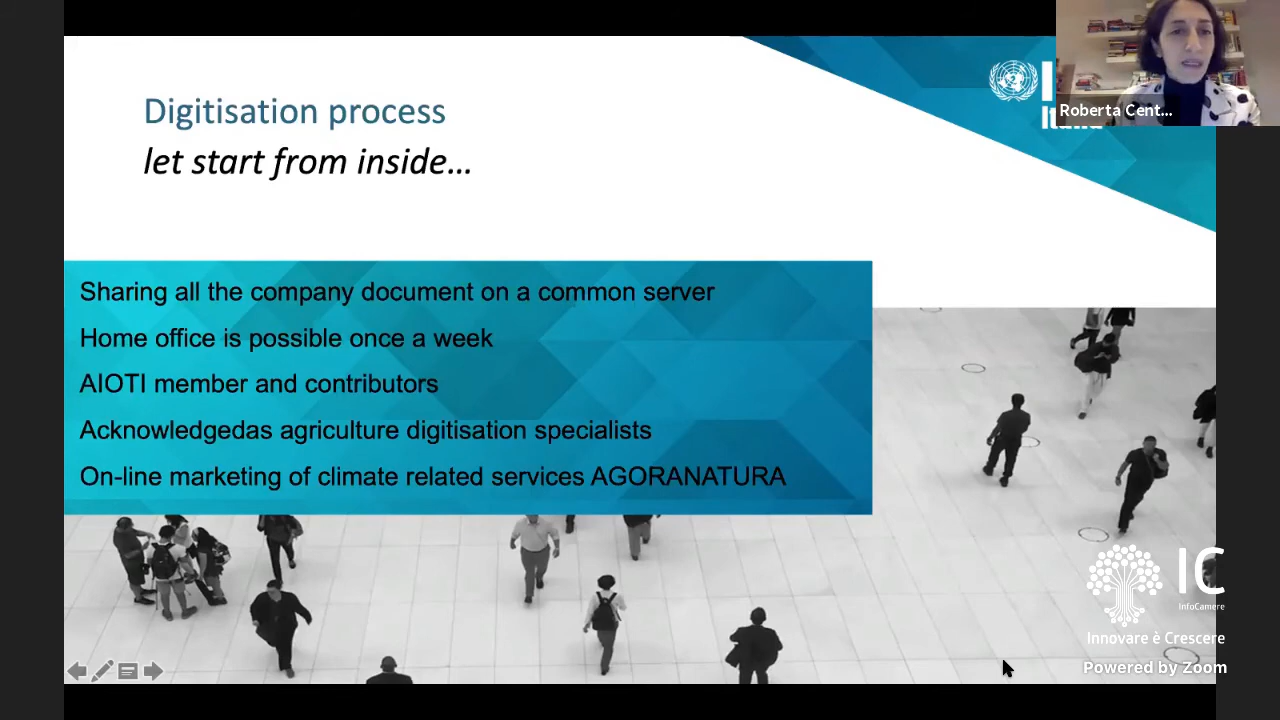 Digitisation process
let start from inside...
Roberta Cent...
Sharing all the company document on a common server
Home office is possible once a week
AIOTI member and contributors
Acknowledgedas agriculture digitisation specialists
On-line marketing of climate related services AGORANATURA
IC
InfoCamere
Innovare è Crescere
Powered by Zoom